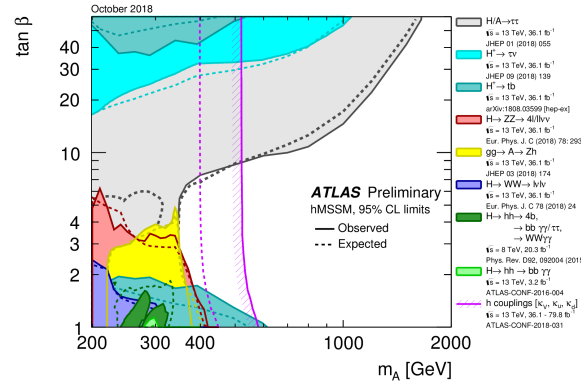 October 2018
tan β
60
40
30
20
10
6
5
4
3
2
1
200
300
400
1000
2000
m_A [GeV]
ATLAS Preliminary
hMSSM, 95% CL limits
Observed
Expected
H/A→ττ
√s = 13 TeV, 36.1 fb⁻¹
JHEP 01 (2018) 055
H⁺→ τν
√s = 13 TeV, 36.1 fb⁻¹
JHEP 09 (2018) 139
H⁺→ tb
√s = 13 TeV, 36.1 fb⁻¹
arXiv:1808.03599 [hep-ex]
H→ ZZ→ 4l/llνν
√s = 13 TeV, 36.1 fb⁻¹
Eur. Phys. J. C (2018) 78: 293
gg→ A→ Zh
√s = 13 TeV, 36.1 fb⁻¹
JHEP 03 (2018) 174
H→ WW→ lνlν
√s = 13 TeV, 36.1 fb⁻¹
Eur. Phys. J. C 78 (2018) 24
H→ hh→ 4b,
→ bb γγ/ττ,
→ WWγγ
√s = 8 TeV, 20.3 fb⁻¹
Phys. Rev. D92, 092004 (2015
H→ hh→ bb γγ
√s = 13 TeV, 3.2 fb⁻¹
ATLAS-CONF-2016-004
h couplings [κ_V, κ_u, κ_d]
√s = 13 TeV, 36.1 - 79.8 fb⁻¹
ATLAS-CONF-2018-031